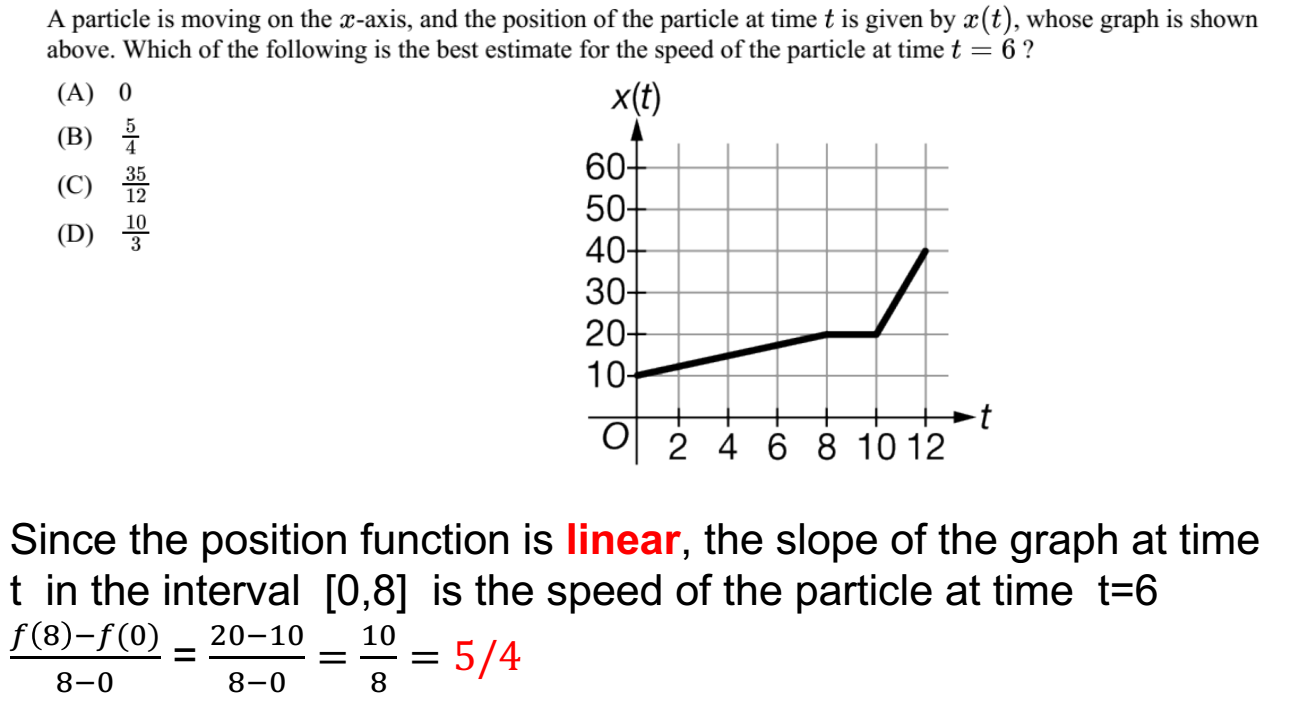 A particle is moving on the x-axis, and the position of the particle at time t is given by x(t), whose graph is shown
above. Which of the following is the best estimate for the speed of the particle at time t = 6 ?
(A) 0
(B) 5/4
(C) 35/12
(D) 10/3
x(t)
60
50
40
30
20
10
O 2 4 6 8 10 12 t
Since the position function is linear, the slope of the graph at time
t in the interval [0,8] is the speed of the particle at time t=6
f(8)−f(0)/8−0 = 20−10/8−0 = 10/8 = 5/4